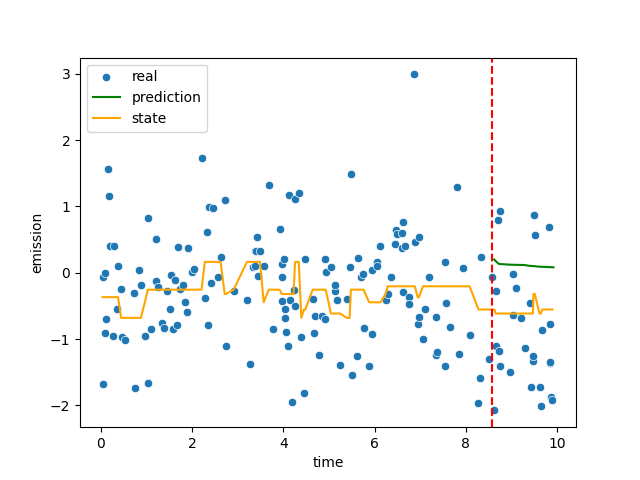 real
prediction
state
emission
3
2
1
0
−1
−2
0 2 4 6 8 10
time